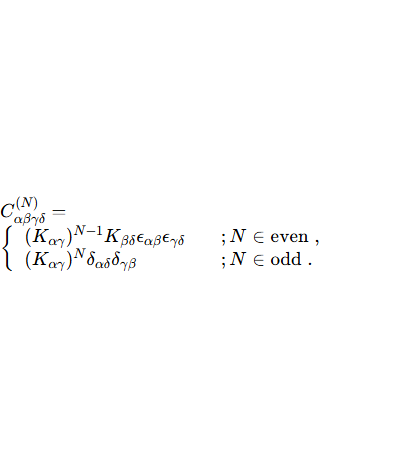 C^{(N)}_{αβγδ} =
{ (K_{αγ})^{N−1} K_{βδ} ϵ_{αβ} ϵ_{γδ} ; N ∈ even ,
(K_{αγ})^{N} δ_{αδ} δ_{γβ} ; N ∈ odd .